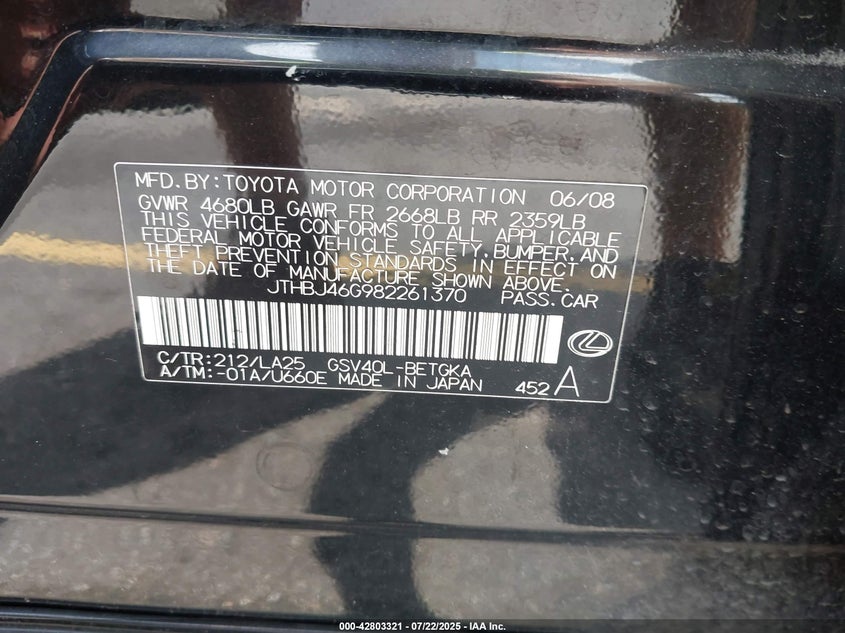 MFD.BY:TOYOTA MOTOR CORPORATION 06/08
GVWR 4680LB GAWR FR 2668LB RR 2359LB
THIS VEHICLE CONFORMS TO ALL APPLICABLE
FEDERAL MOTOR VEHICLE SAFETY,BUMPER,AND
THEFT PREVENTION STANDARDS IN EFFECT ON
THE DATE OF MANUFACTURE SHOWN ABOVE.
JTHBJ46G982261370 PASS.CAR
C/TR:212/LA25 GSV40L-BETGKA
A/TM:-01A/U660E MADE IN JAPAN 452A
000-42803321 | 07/22/2025 - IAA Inc.